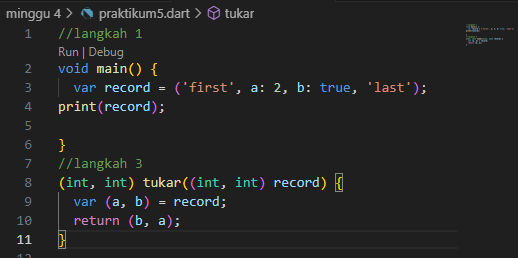 minggu 4 > praktikum5.dart > tukar
1 //langkah 1
Run | Debug
2 void main() {
3 var record = ('first', a: 2, b: true, 'last');
4 print(record);
5
6 }
7 //langkah 3
8 (int, int) tukar((int, int) record) {
9 var (a, b) = record;
10 return (b, a);
11 }